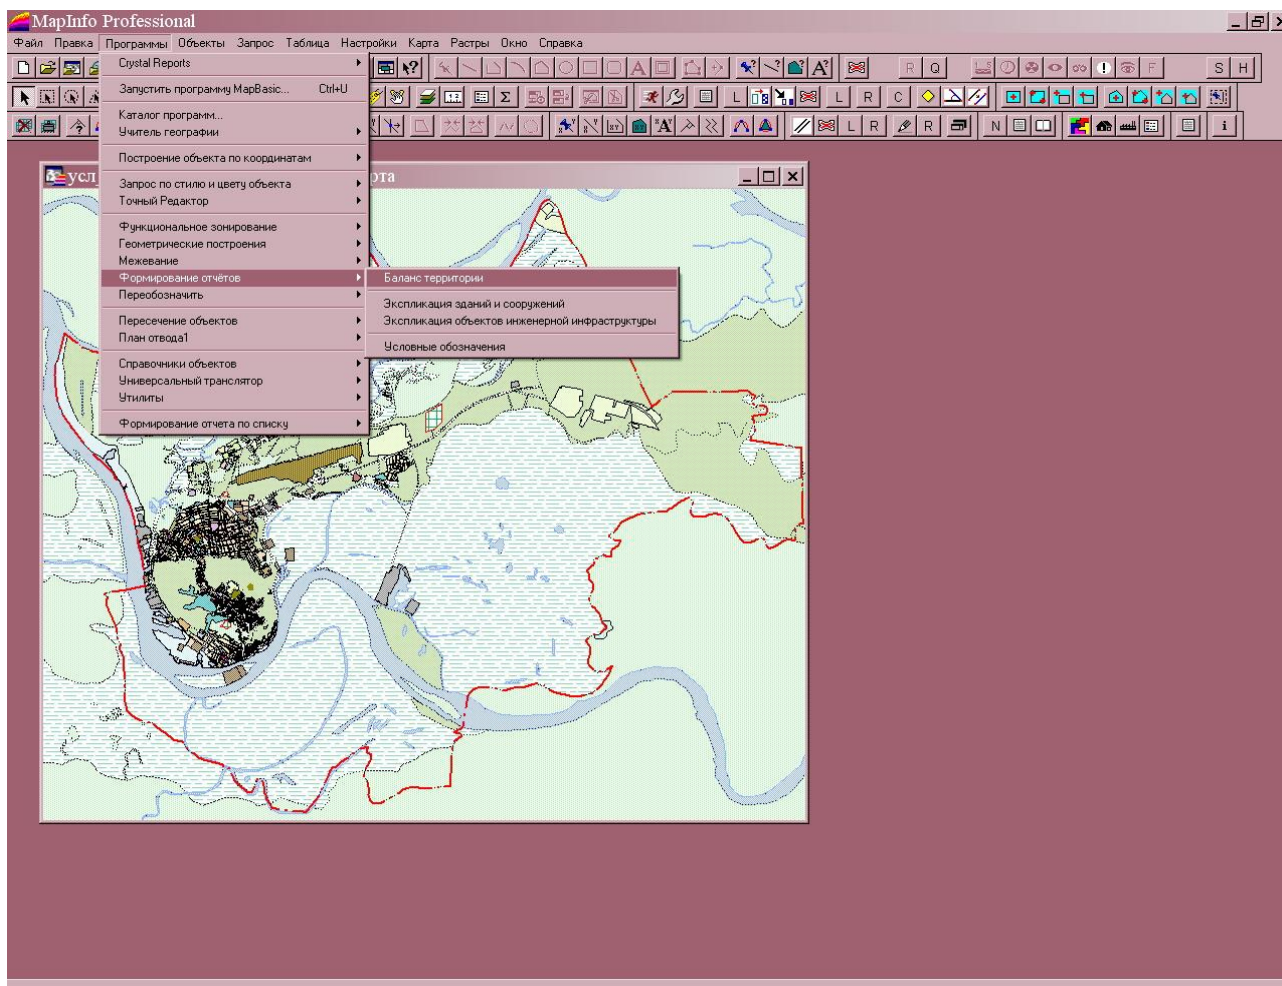 MapInfo Professional
Файл Правка Программы Объекты Запрос Таблица Настройки Карта Растры Окно Справка
Crystal Reports
Запустить программу MapBasic... Ctrl+U
Каталог программ...
Учитель географии
Построение объекта по координатам
Запрос по стилю и цвету объекта
Точный Редактор
Функциональное зонирование
Геометрические построения
Межевание
Формирование отчётов
Переобозначить
Пересечение объектов
План отвода1
Справочники объектов
Универсальный транслятор
Утилиты
Формирование отчета по списку
Баланс территории
Экспликация зданий и сооружений
Экспликация объектов инженерной инфраструктуры
Условные обозначения
R Q F S H
L L R C
L R R N i